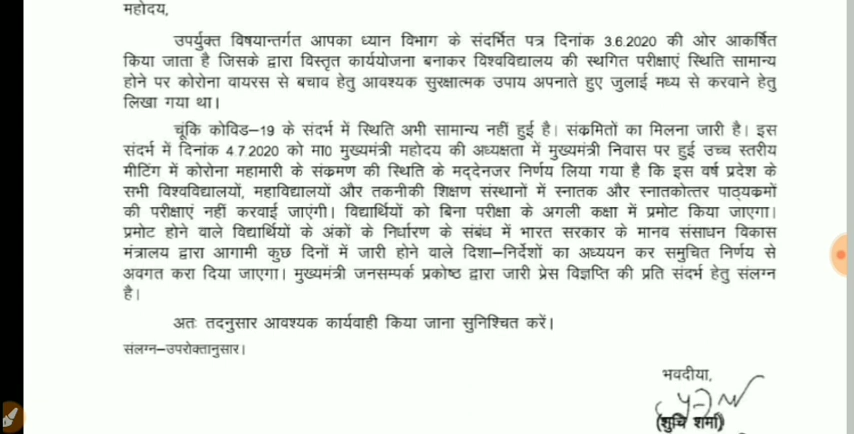 महोदय,
उपर्युक्त विषयान्तर्गत आपका ध्यान विभाग के संदर्भित पत्र दिनांक 3.6.2020 की ओर आकर्षित
किया जाता है जिसके द्वारा विस्तृत कार्ययोजना बनाकर विश्वविद्यालय की स्थगित परीक्षाएं स्थिति सामान्य
होने पर कोरोना वायरस से बचाव हेतु आवश्यक सुरक्षात्मक उपाय अपनाते हुए जुलाई मध्य से करवाने हेतु
लिखा गया था।
चूंकि कोविड–19 के संदर्भ में स्थिति अभी सामान्य नहीं हुई है। संक्रमितों का मिलना जारी है। इस
संदर्भ में दिनांक 4.7.2020 को मा0 मुख्यमंत्री महोदय की अध्यक्षता में मुख्यमंत्री निवास पर हुई उच्च स्तरीय
मीटिंग में कोरोना महामारी के संक्रमण की स्थिति के मद्देनजर निर्णय लिया गया है कि इस वर्ष प्रदेश के
सभी विश्वविद्यालयों, महाविद्यालयों और तकनीकी शिक्षण संस्थानों में स्नातक और स्नातकोत्तर पाठ्यक्रमों
की परीक्षाएं नहीं करवाई जाएंगी। विद्यार्थियों को बिना परीक्षा के अगली कक्षा में प्रमोट किया जाएगा।
प्रमोट होने वाले विद्यार्थियों के अंकों के निर्धारण के संबंध में भारत सरकार के मानव संसाधन विकास
मंत्रालय द्वारा आगामी कुछ दिनों में जारी होने वाले दिशा–निर्देशों का अध्ययन कर समुचित निर्णय से
अवगत करा दिया जाएगा। मुख्यमंत्री जनसम्पर्क प्रकोष्ठ द्वारा जारी प्रेस विज्ञप्ति की प्रति संदर्भ हेतु संलग्न
है।
अतः तदनुसार आवश्यक कार्यवाही किया जाना सुनिश्चित करें।
संलग्न–उपरोक्तानुसार।
भवदीया,
(शुचि शर्मा)